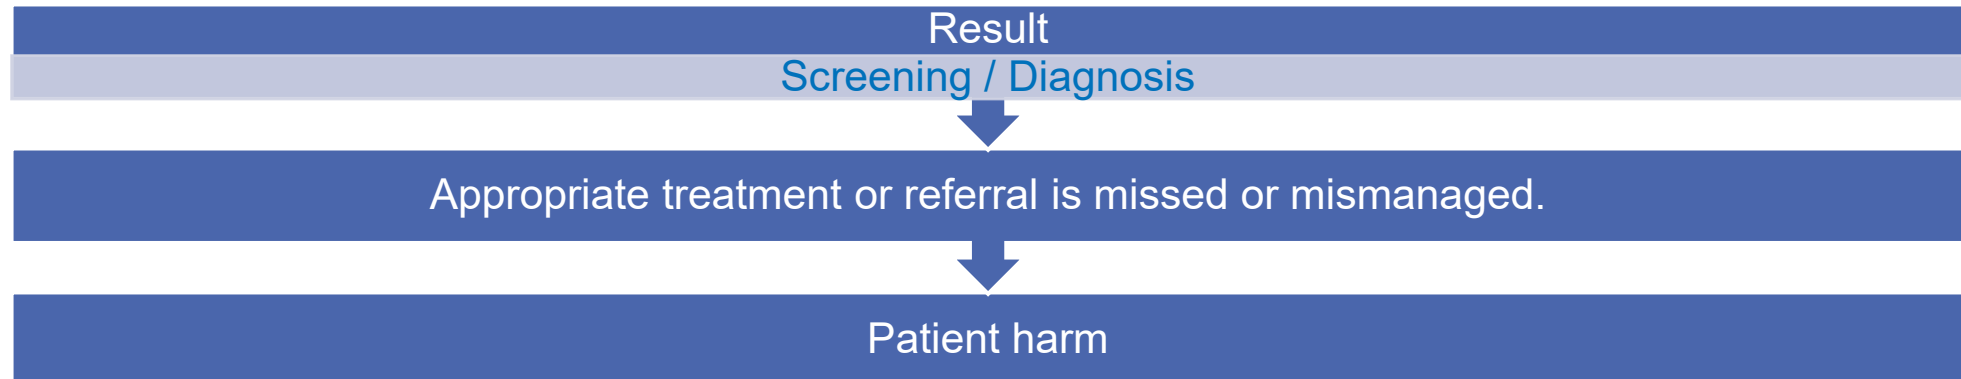 Result
Screening / Diagnosis
Appropriate treatment or referral is missed or mismanaged.
Patient harm